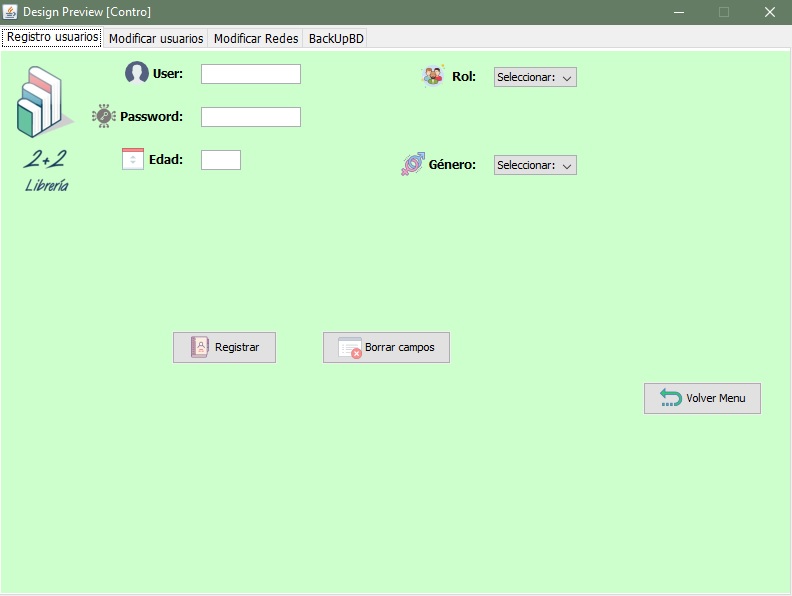 Design Preview [Contro]
Registro usuarios Modificar usuarios Modificar Redes BackUpBD
User: Rol: Seleccionar:
Password:
2+2
Edad: Género: Seleccionar:
Librería
Registrar Borrar campos
Volver Menu